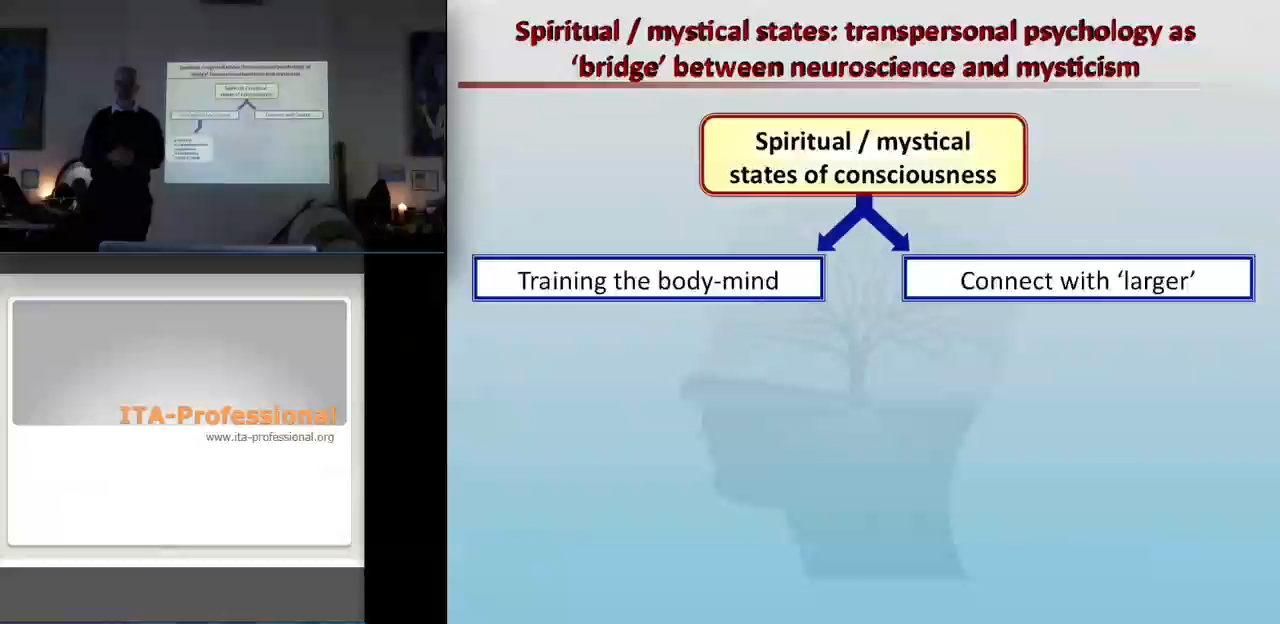 Spiritual / mystical states: transpersonal psychology as
‘bridge’ between neuroscience and mysticism
Spiritual / mystical
states of consciousness
Training the body-mind
Connect with ‘larger’
ITA-Professional
www.ita-professional.org